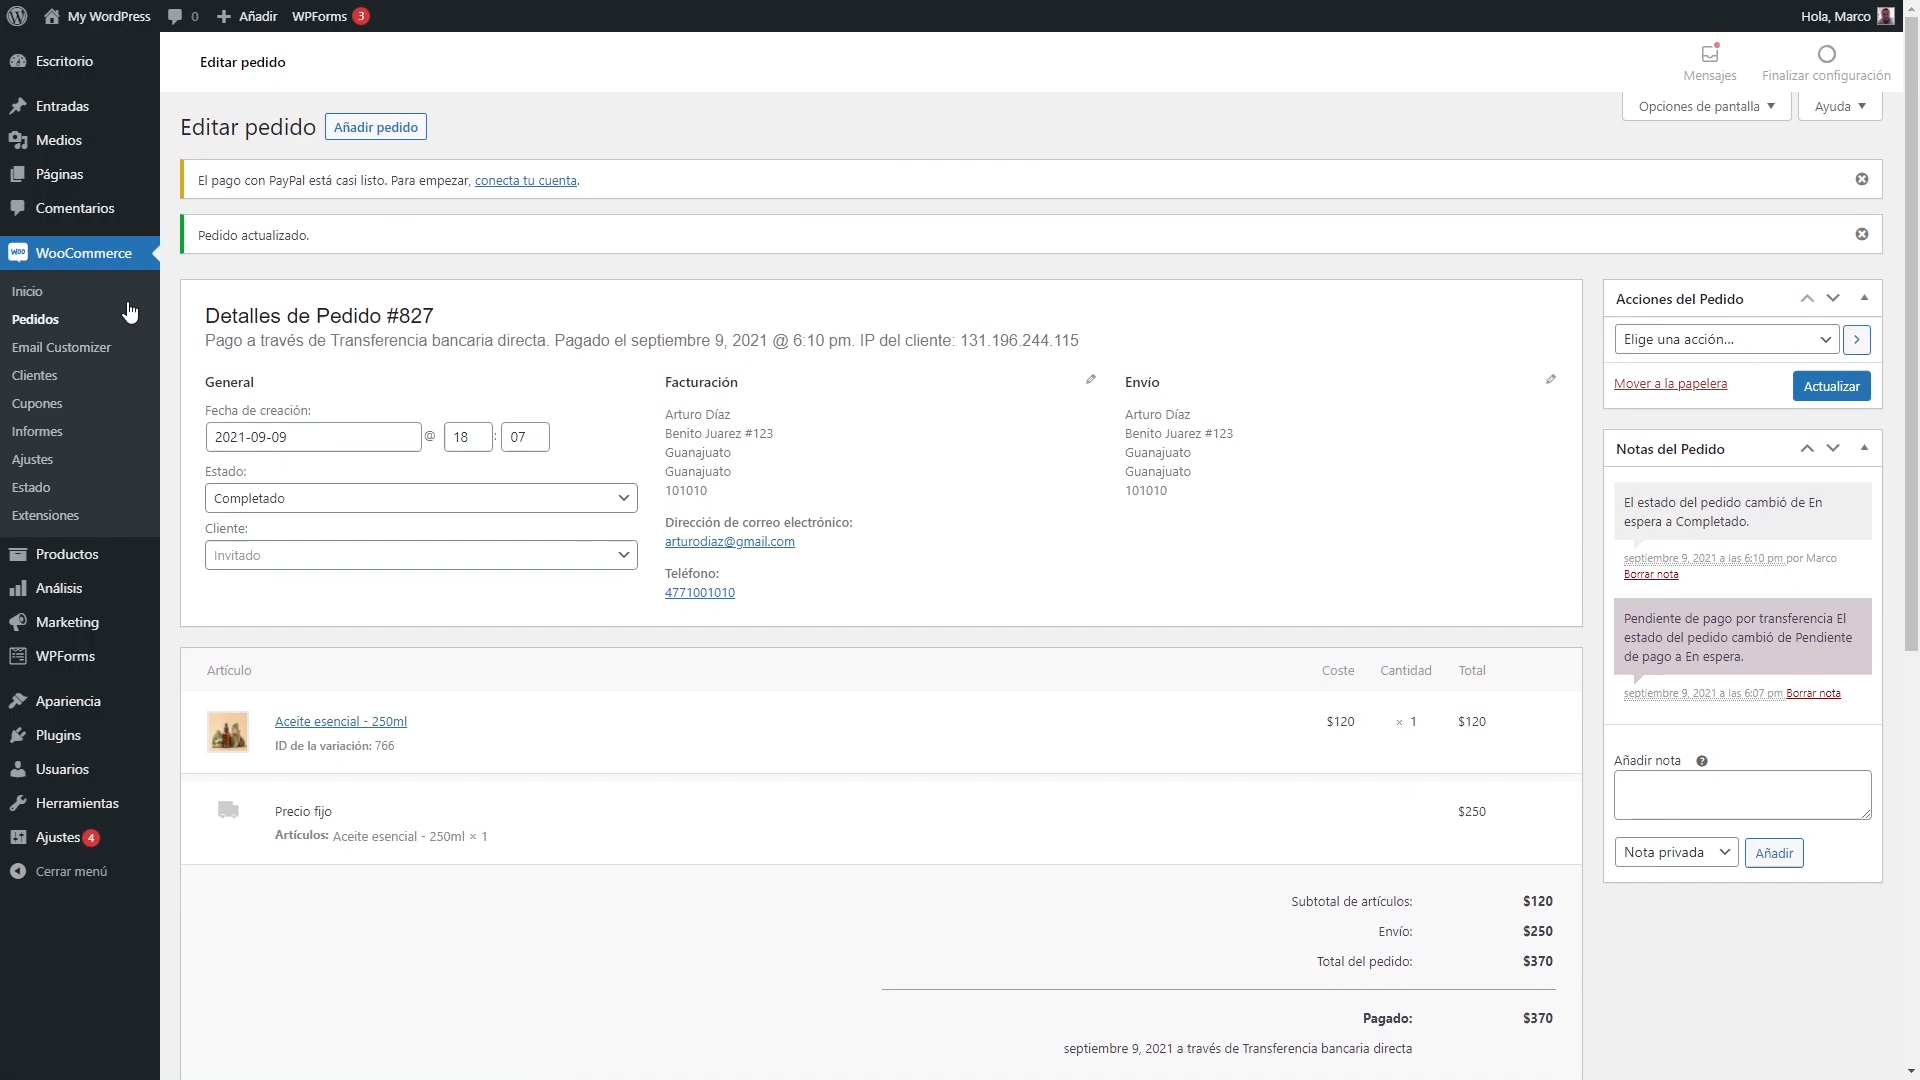 My WordPress
0
Añadir
WPForms 3
Hola, Marco
Escritorio
Entradas
Medios
Páginas
Comentarios
WooCommerce
Inicio
Pedidos
Email Customizer
Clientes
Cupones
Informes
Ajustes
Estado
Extensiones
Productos
Análisis
Marketing
WPForms
Apariencia
Plugins
Usuarios
Herramientas
Ajustes 4
Cerrar menú
Editar pedido
Mensajes
Finalizar configuración
Opciones de pantalla
Ayuda
Editar pedido
Añadir pedido
El pago con PayPal está casi listo. Para empezar, conecta tu cuenta.
Pedido actualizado.
Detalles de Pedido #827
Pago a través de Transferencia bancaria directa. Pagado el septiembre 9, 2021 @ 6:10 pm. IP del cliente: 131.196.244.115
General
Fecha de creación:
2021-09-09 @ 18 : 07
Estado:
Completado
Cliente:
Invitado
Facturación
Arturo Díaz
Benito Juarez #123
Guanajuato
Guanajuato
101010
Dirección de correo electrónico:
arturodiaz@gmail.com
Teléfono:
4771001010
Envío
Arturo Díaz
Benito Juarez #123
Guanajuato
Guanajuato
101010
Artículo Coste Cantidad Total
Aceite esencial - 250ml $120 × 1 $120
ID de la variación: 766
Precio fijo $250
Artículos: Aceite esencial - 250ml × 1
Subtotal de artículos: $120
Envío: $250
Total del pedido: $370
Pagado: $370
septiembre 9, 2021 a través de Transferencia bancaria directa
Acciones del Pedido
Elige una acción...
Mover a la papelera
Actualizar
Notas del Pedido
El estado del pedido cambió de En
espera a Completado.
septiembre 9, 2021 a las 6:10 pm por Marco
Borrar nota
Pendiente de pago por transferencia El
estado del pedido cambió de Pendiente
de pago a En espera.
septiembre 9, 2021 a las 6:07 pm Borrar nota
Añadir nota
Nota privada
Añadir